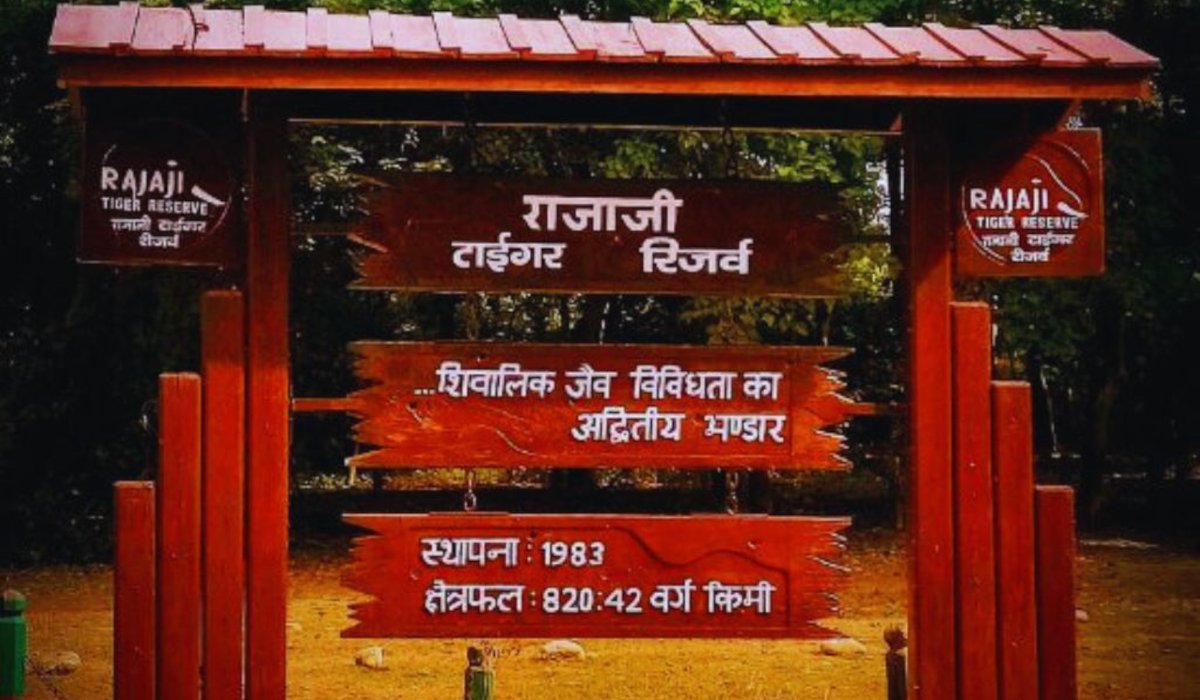 RAJAJI
TIGER RESERVE
राजाजी टाईगर
रीजर्व
राजाजी
टाईगर रिजर्व
...शिवालिक जैव विविधता का
अद्वितीय भण्डार
स्थापना : 1983
क्षेत्रफल : 820:42 वर्ग किमी
RAJAJI
TIGER RESERVE
राजाजी टाईगर
रीजर्व